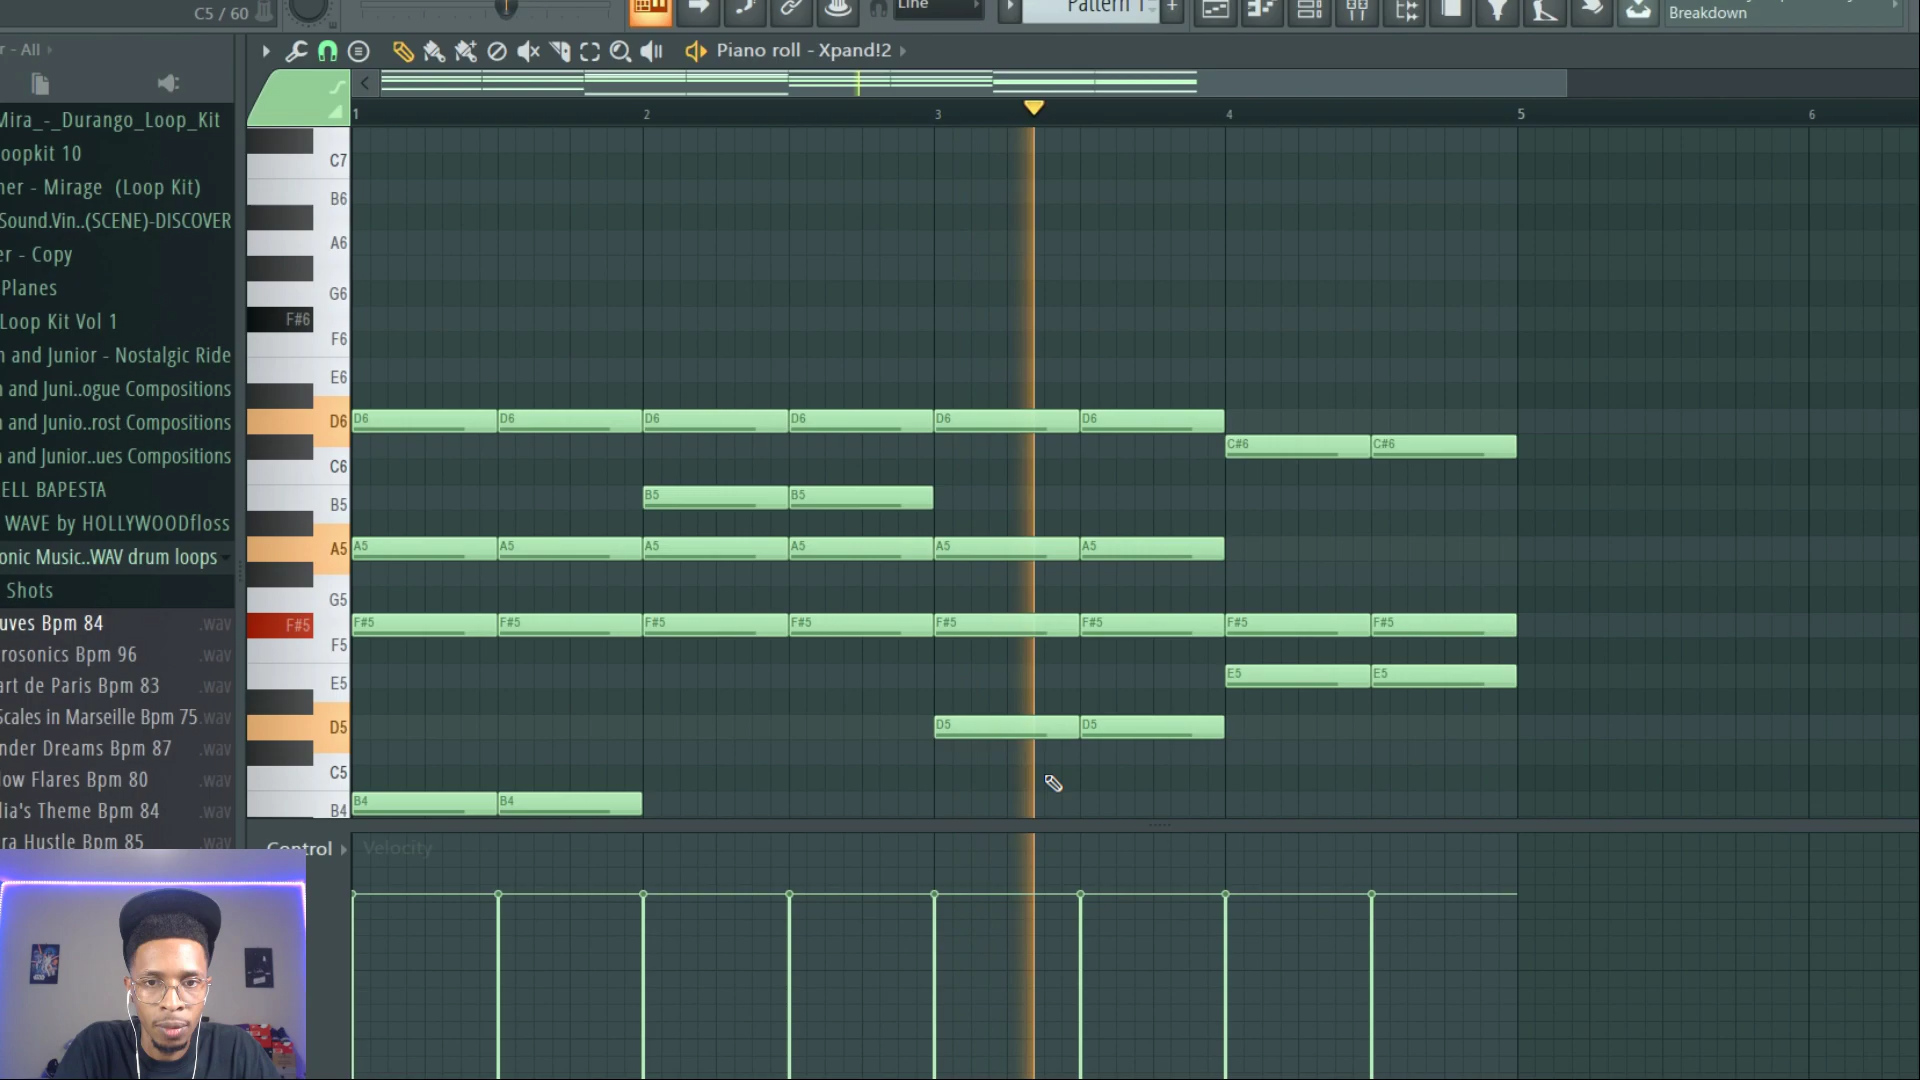 C5 / 60
Line
Pattern 1
Breakdown
r - All
Piano roll - Xpand!2
Mira_-_Durango_Loop_Kit
oopkit 10
ner - Mirage (Loop Kit)
Sound.Vin..(SCENE)-DISCOVER
er - Copy
Planes
Loop Kit Vol 1
n and Junior - Nostalgic Ride
n and Juni..ogue Compositions
n and Junio..rost Compositions
and Junior..ues Compositions
ELL BAPESTA
WAVE by HOLLYWOODfloss
onic Music..WAV drum loops
Shots
uves Bpm 84 .wav
rosonics Bpm 96 .wav
art de Paris Bpm 83 .wav
Scales in Marseille Bpm 75 .wav
nder Dreams Bpm 87 .wav
low Flares Bpm 80 .wav
lia's Theme Bpm 84 .wav
ra Hustle Bpm 85 .wav
1 2 3 4 5 6
C7
B6
A6
G6
F#6
F6
E6
D6 D6 D6 D6 D6 D6 D6
C#6 C#6
C6
B5 B5 B5
A5 A5 A5 A5 A5 A5 A5
G5
F#5 F#5 F#5 F#5 F#5 F#5 F#5 F#5 F#5
F5
E5 E5 E5
D5 D5 D5
C5
B4 B4 B4
Control Velocity